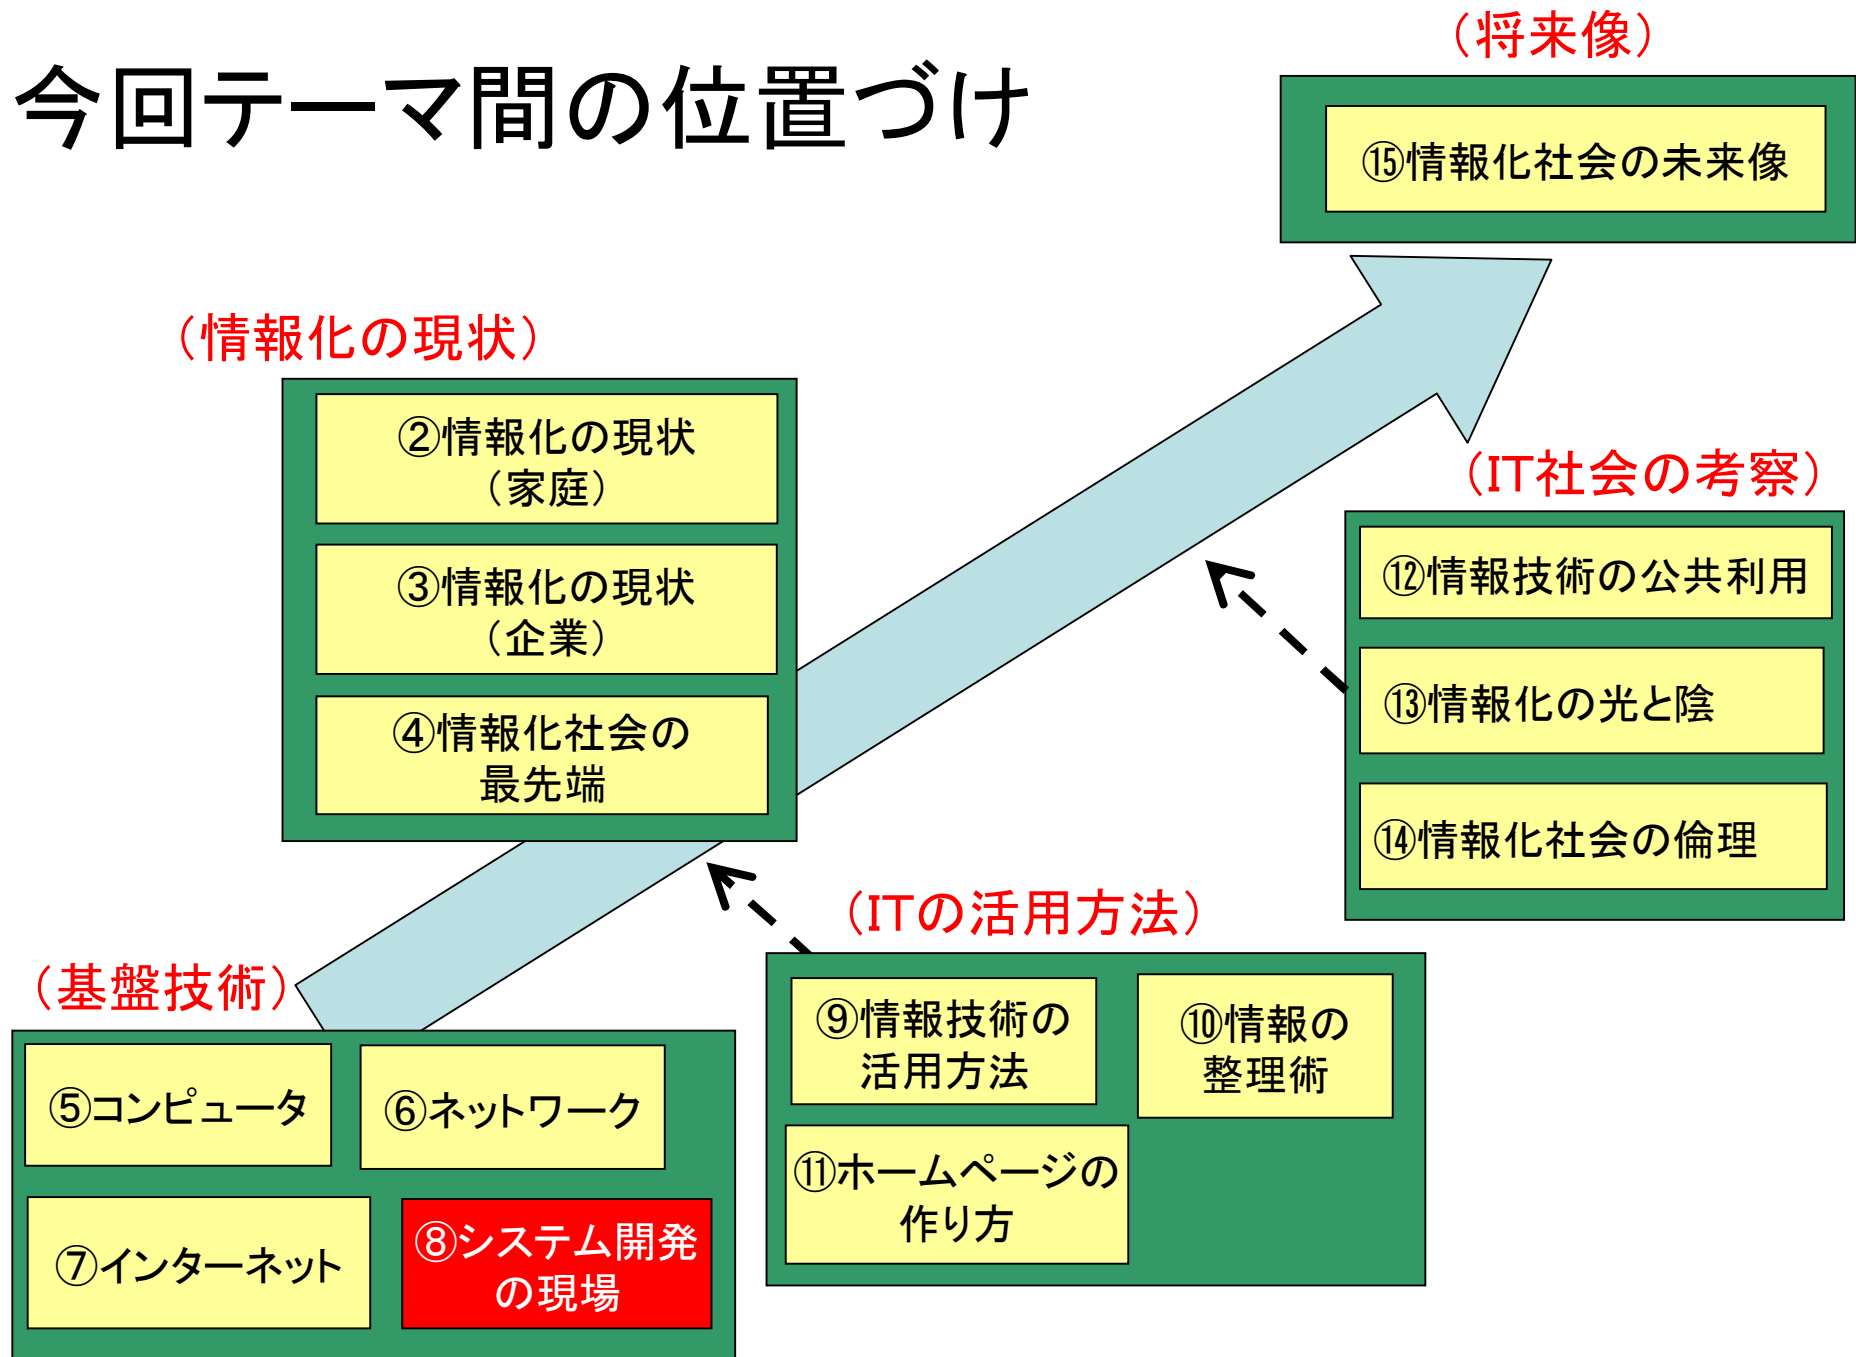 今回テーマ間の位置づけ
（将来像）
⑮情報化社会の未来像
（情報化の現状）
②情報化の現状
（家庭）
③情報化の現状
（企業）
④情報化社会の
最先端
（IT社会の考察）
⑫情報技術の公共利用
⑬情報化の光と陰
⑭情報化社会の倫理
（ITの活用方法）
⑨情報技術の
活用方法
⑩情報の
整理術
⑪ホームページの
作り方
（基盤技術）
⑤コンピュータ
⑥ネットワーク
⑦インターネット
⑧システム開発
の現場